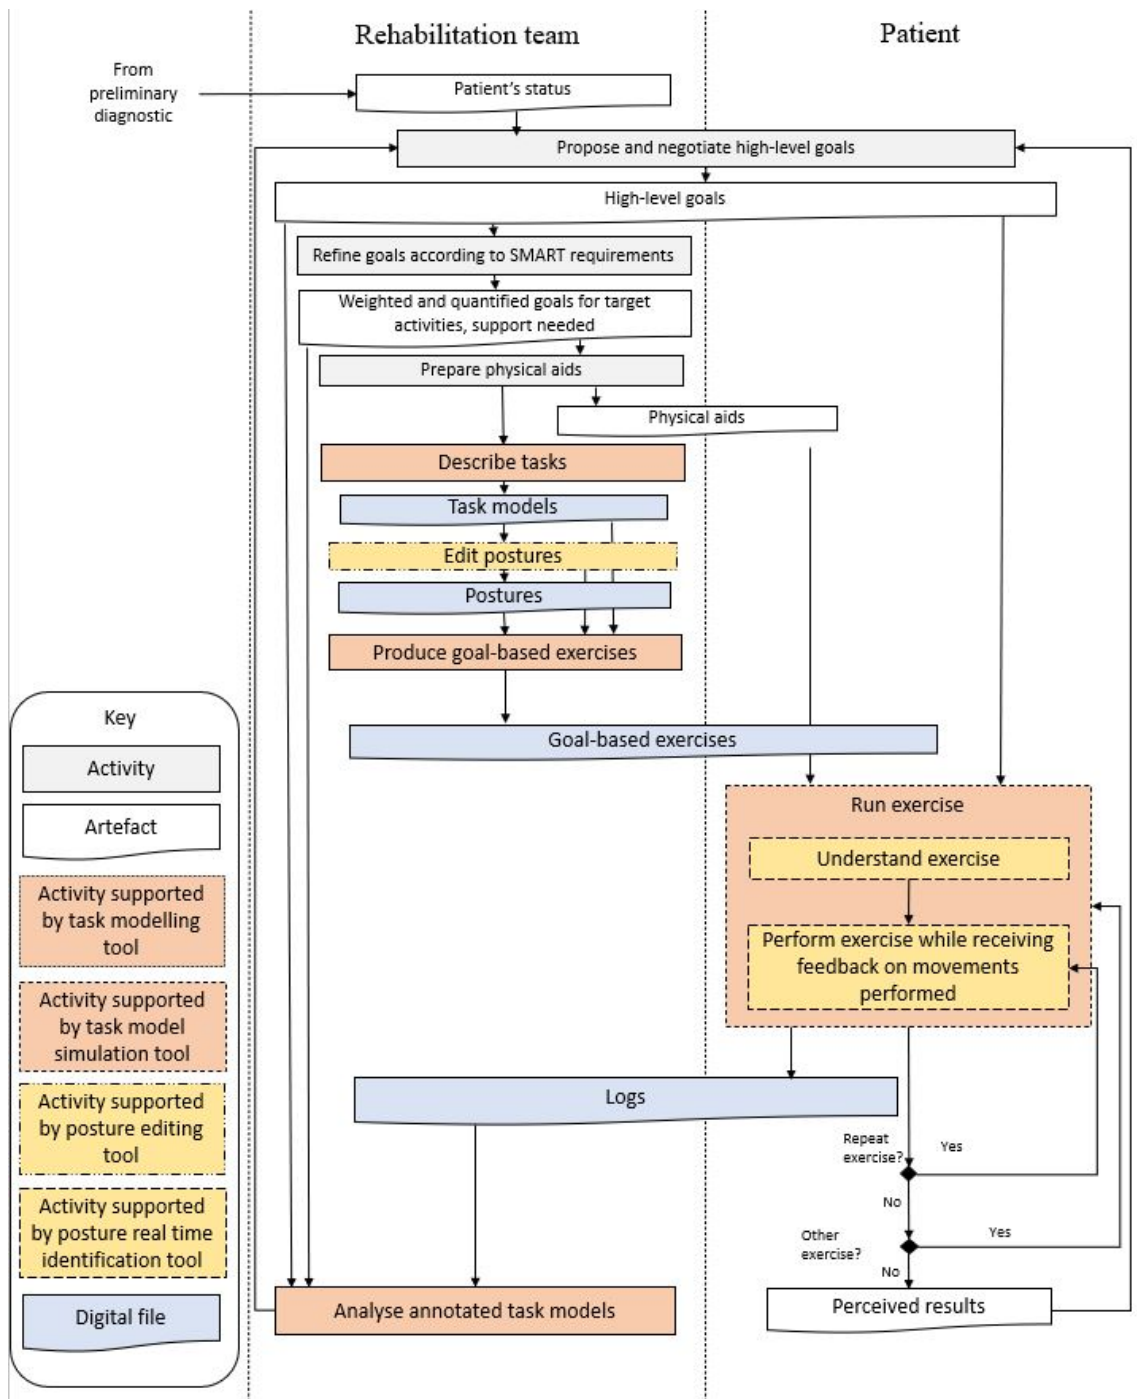 Rehabilitation team
Patient
From
preliminary
diagnostic
Patient's status
Propose and negotiate high-level goals
High-level goals
Refine goals according to SMART requirements
Weighted and quantified goals for target
activities, support needed
Prepare physical aids
Physical aids
Describe tasks
Task models
Edit postures
Postures
Produce goal-based exercises
Goal-based exercises
Run exercise
Understand exercise
Perform exercise while receiving
feedback on movements
performed
Logs
Repeat
exercise?
Yes
No
Other
exercise?
Yes
No
Analyse annotated task models
Perceived results
Key
Activity
Artefact
Activity supported
by task modelling
tool
Activity supported
by task model
simulation tool
Activity supported
by posture editing
tool
Activity supported
by posture real time
identification tool
Digital file